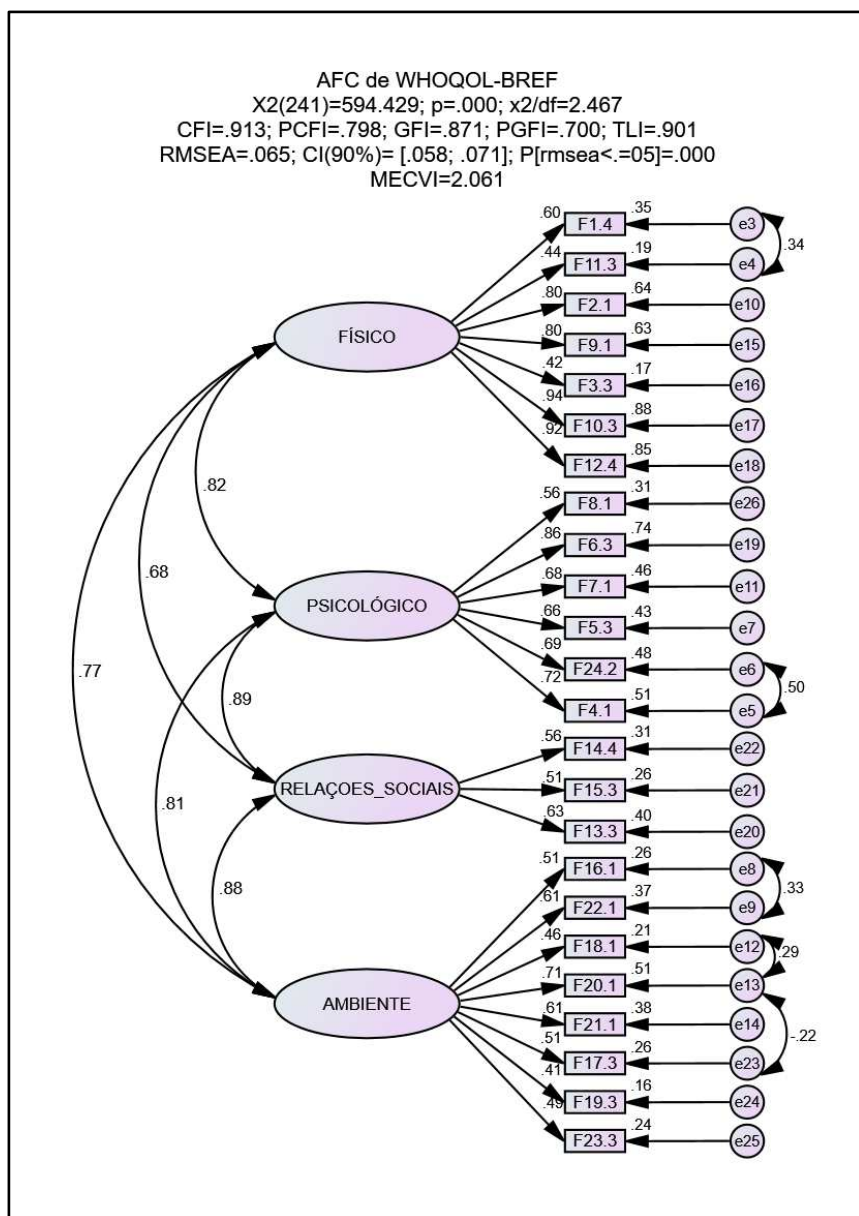 AFC de WHOQOL-BREF
X2(241)=594.429; p=.000; x2/df=2.467
CFI=.913; PCFI=.798; GFI=.871; PGFI=.700; TLI=.901
RMSEA=.065; CI(90%)= [.058; .071]; P[rmsea<.=05]=.000
MECVI=2.061
.60 F1.4 .35 e3
.34
.44 F11.3 .19 e4
.80 F2.1 .64 e10
FÍSICO
.80 F9.1 .63 e15
.42 F3.3 .17 e16
.94 F10.3 .88 e17
.92 F12.4 .85 e18
.82
.56 F8.1 .31 e26
.86 F6.3 .74 e19
.68
.68 F7.1 .46 e11
PSICOLÓGICO
.66 F5.3 .43 e7
.69 F24.2 .48 e6
.77
.50
.72 F4.1 .51 e5
.89
.56 F14.4 .31 e22
RELAÇOES_SOCIAIS
.51 F15.3 .26 e21
.81
.63 F13.3 .40 e20
.88
.51 F16.1 .26 e8
.33
.61 F22.1 .37 e9
.46 F18.1 .21 e12
.29
.71 F20.1 .51 e13
AMBIENTE
.61 F21.1 .38 e14
-.22
.51 F17.3 .26 e23
.41 F19.3 .16 e24
.49 F23.3 .24 e25